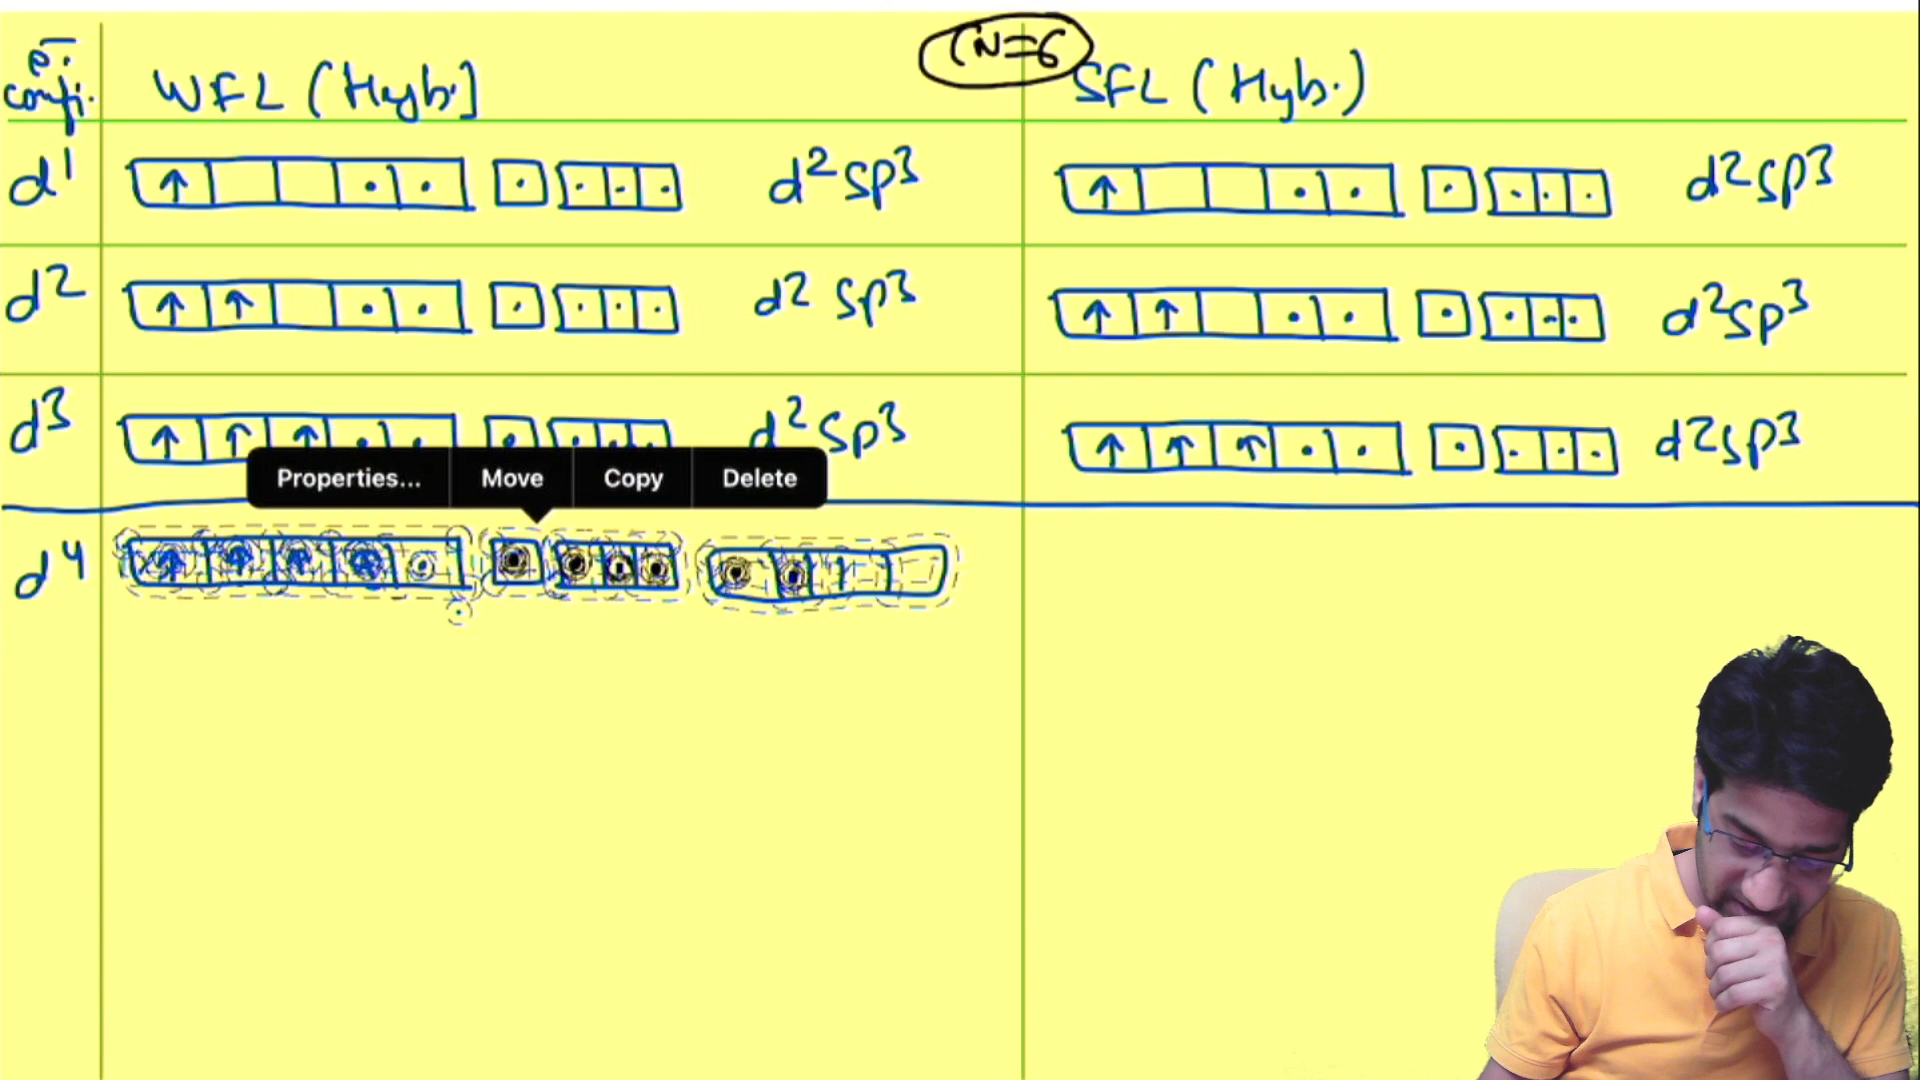 CN=6
e⁻ confi. WFL (Hyb.] SFL (Hyb.)
d1 ↑ d2sp3 ↑ d2sp3
d2 ↑ ↑ d2 sp3 ↑ ↑ d2sp3
d3 ↑ ↑ ↑ d2sp3 ↑ ↑ ↑ d2sp3
Properties... Move Copy Delete
d4 ↑ ↑ ↑ ↑